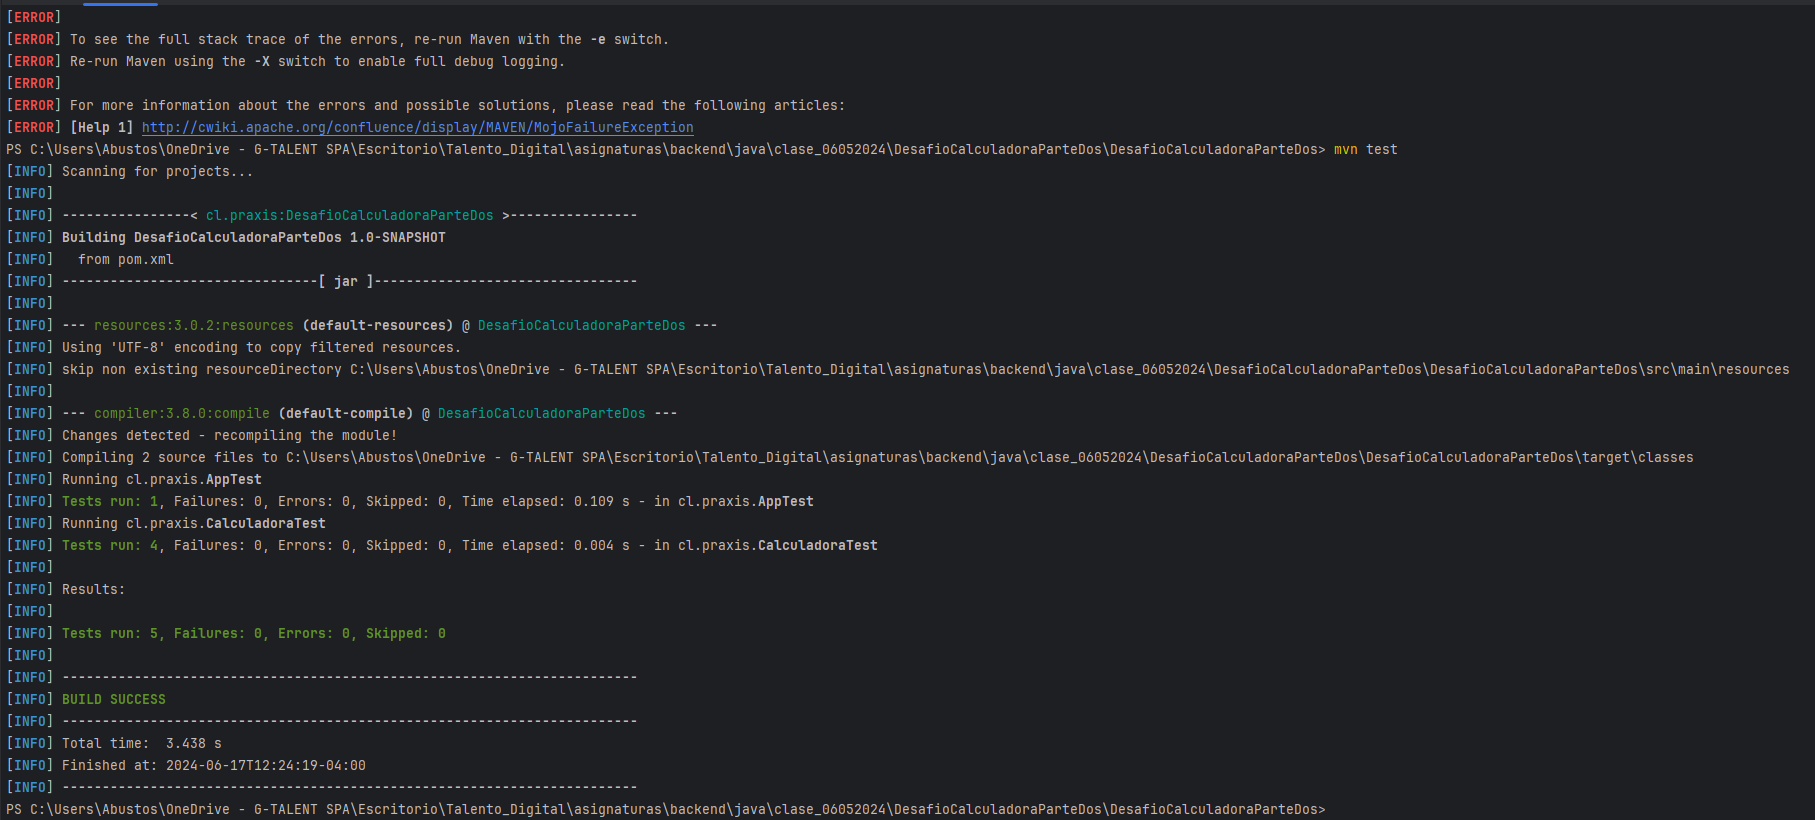 [ERROR]
[ERROR] To see the full stack trace of the errors, re-run Maven with the -e switch.
[ERROR] Re-run Maven using the -X switch to enable full debug logging.
[ERROR]
[ERROR] For more information about the errors and possible solutions, please read the following articles:
[ERROR] [Help 1] http://cwiki.apache.org/confluence/display/MAVEN/MojoFailureException
PS C:\Users\Abustos\OneDrive - G-TALENT SPA\Escritorio\Talento_Digital\asignaturas\backend\java\clase_06052024\DesafioCalculadoraParteDos\DesafioCalculadoraParteDos> mvn test
[INFO] Scanning for projects...
[INFO]
[INFO] ----------------< cl.praxis:DesafioCalculadoraParteDos >----------------
[INFO] Building DesafioCalculadoraParteDos 1.0-SNAPSHOT
[INFO]   from pom.xml
[INFO] --------------------------------[ jar ]---------------------------------
[INFO]
[INFO] --- resources:3.0.2:resources (default-resources) @ DesafioCalculadoraParteDos ---
[INFO] Using 'UTF-8' encoding to copy filtered resources.
[INFO] skip non existing resourceDirectory C:\Users\Abustos\OneDrive - G-TALENT SPA\Escritorio\Talento_Digital\asignaturas\backend\java\clase_06052024\DesafioCalculadoraParteDos\DesafioCalculadoraParteDos\src\main\resources
[INFO]
[INFO] --- compiler:3.8.0:compile (default-compile) @ DesafioCalculadoraParteDos ---
[INFO] Changes detected - recompiling the module!
[INFO] Compiling 2 source files to C:\Users\Abustos\OneDrive - G-TALENT SPA\Escritorio\Talento_Digital\asignaturas\backend\java\clase_06052024\DesafioCalculadoraParteDos\DesafioCalculadoraParteDos\target\classes
[INFO] Running cl.praxis.AppTest
[INFO] Tests run: 1, Failures: 0, Errors: 0, Skipped: 0, Time elapsed: 0.109 s - in cl.praxis.AppTest
[INFO] Running cl.praxis.CalculadoraTest
[INFO] Tests run: 4, Failures: 0, Errors: 0, Skipped: 0, Time elapsed: 0.004 s - in cl.praxis.CalculadoraTest
[INFO]
[INFO] Results:
[INFO]
[INFO] Tests run: 5, Failures: 0, Errors: 0, Skipped: 0
[INFO]
[INFO] ------------------------------------------------------------------------
[INFO] BUILD SUCCESS
[INFO] ------------------------------------------------------------------------
[INFO] Total time:  3.438 s
[INFO] Finished at: 2024-06-17T12:24:19-04:00
[INFO] ------------------------------------------------------------------------
PS C:\Users\Abustos\OneDrive - G-TALENT SPA\Escritorio\Talento_Digital\asignaturas\backend\java\clase_06052024\DesafioCalculadoraParteDos\DesafioCalculadoraParteDos>